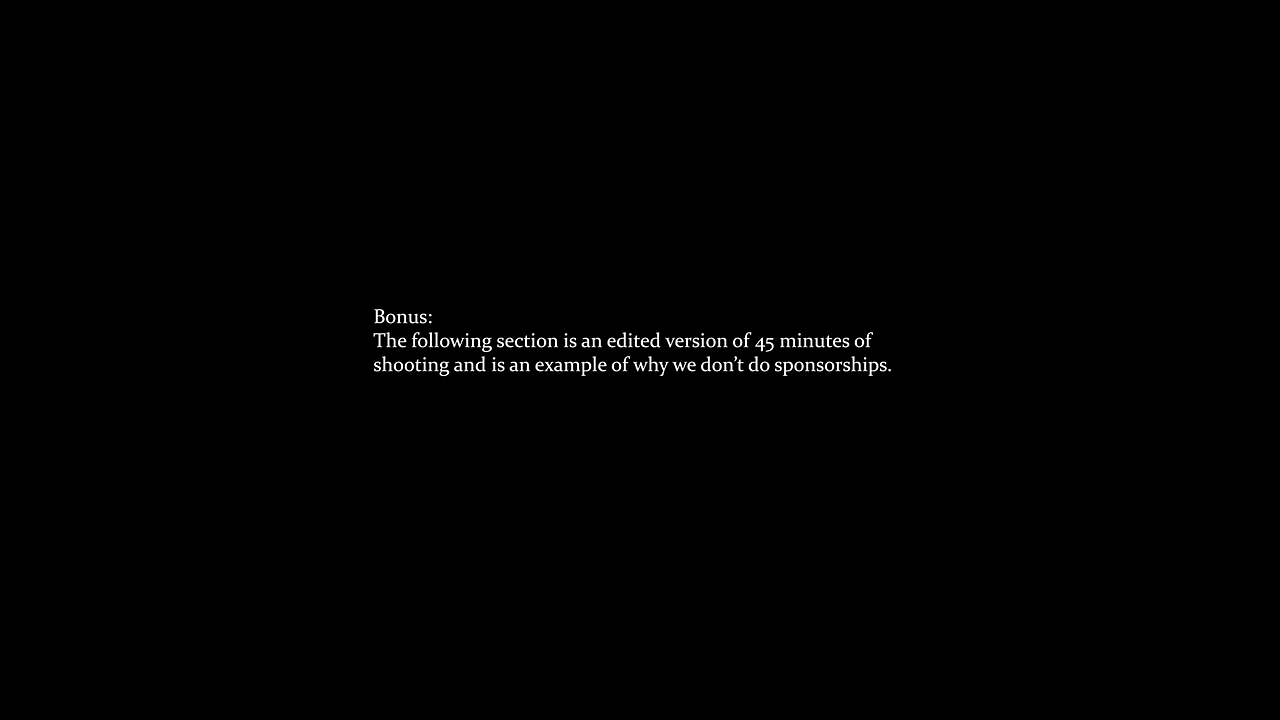 Bonus:
The following section is an edited version of 45 minutes of
shooting and is an example of why we don’t do sponsorships.